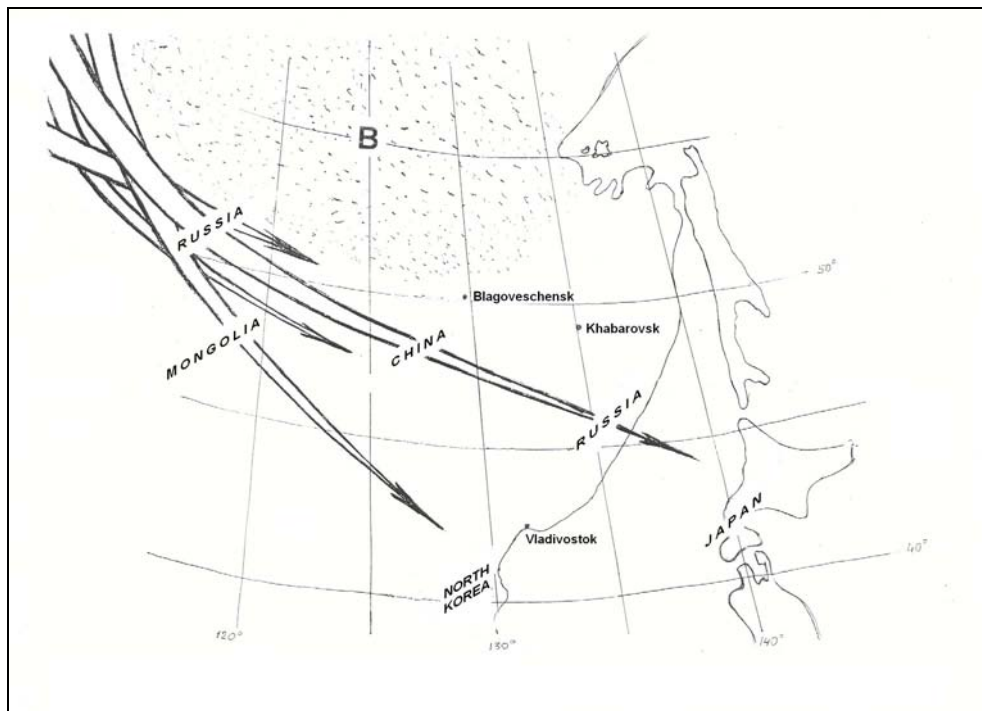 B
RUSSIA
50°
Blagoveschensk
Khabarovsk
MONGOLIA
CHINA
RUSSIA
JAPAN
Vladivostok
40°
NORTH
KOREA
120°
130°
140°